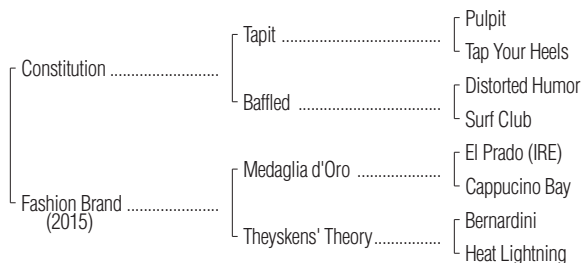 Pulpit
Tapit
Tap Your Heels
Constitution
Distorted Humor
Baffled
Surf Club
El Prado (IRE)
Medaglia d'Oro
Cappucino Bay
Fashion Brand
(2015)
Bernardini
Theyskens' Theory
Heat Lightning